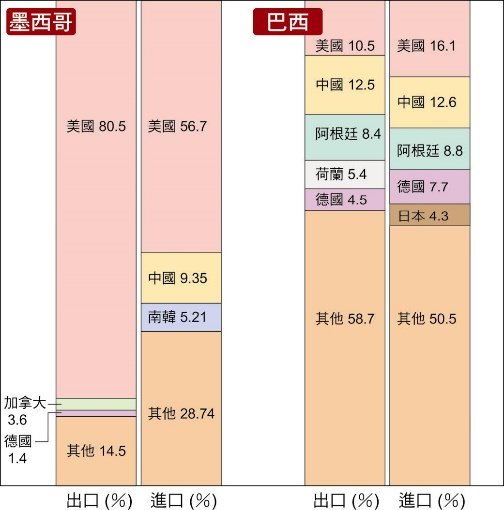 墨西哥
美國 80.5
加拿大
3.6
德國
1.4
其他 14.5
出口 (%)
美國 56.7
中國 9.35
南韓 5.21
其他 28.74
進口 (%)
巴西
美國 10.5
中國 12.5
阿根廷 8.4
荷蘭 5.4
德國 4.5
其他 58.7
出口 (%)
美國 16.1
中國 12.6
阿根廷 8.8
德國 7.7
日本 4.3
其他 50.5
進口 (%)